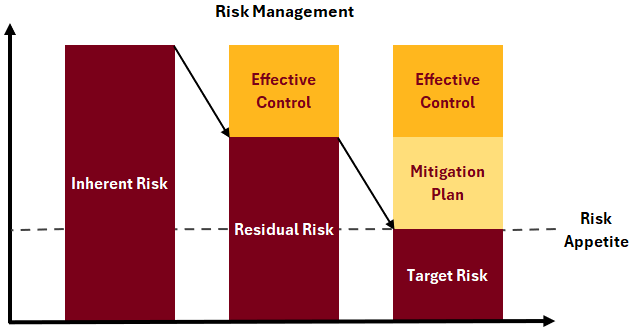 Risk Management
Effective
Control
Effective
Control
Inherent Risk
Mitigation
Plan
Residual Risk
Risk
Appetite
Target Risk